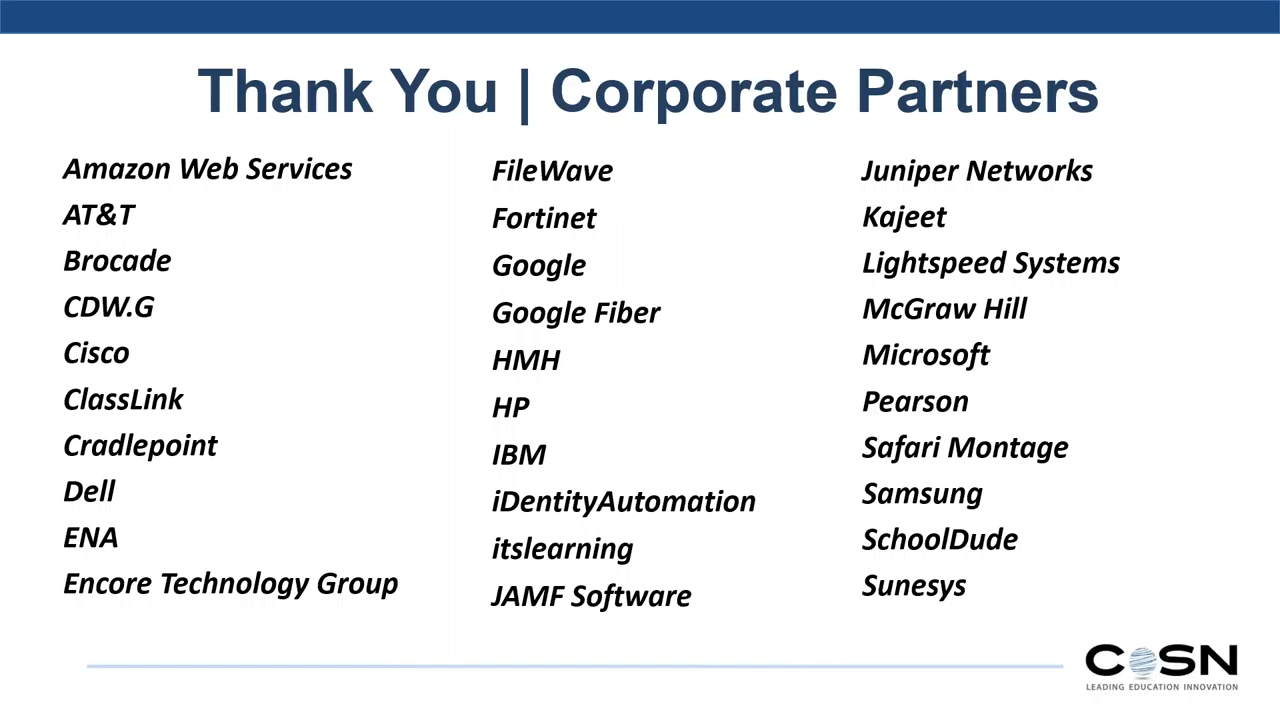 Thank You | Corporate Partners
Amazon Web Services
AT&T
Brocade
CDW.G
Cisco
ClassLink
Cradlepoint
Dell
ENA
Encore Technology Group
FileWave
Fortinet
Google
Google Fiber
HMH
HP
IBM
iDentityAutomation
itslearning
JAMF Software
Juniper Networks
Kajeet
Lightspeed Systems
McGraw Hill
Microsoft
Pearson
Safari Montage
Samsung
SchoolDude
Sunesys
COSN
LEADING EDUCATION INNOVATION